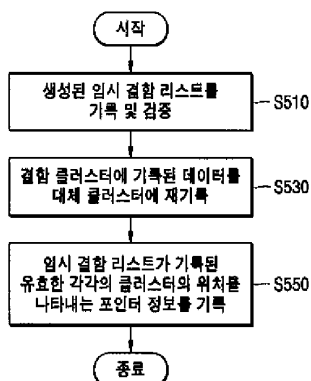 시작
생성된 임시 결함 리스트를
기록 및 검증
S510
결함 클러스터에 기록된 데이터를
대체 클러스터에 재기록
S530
임시 결함 리스트가 기록된
유효한 각각의 클러스터의 위치를
나타내는 포인터 정보를 기록
S550
종료